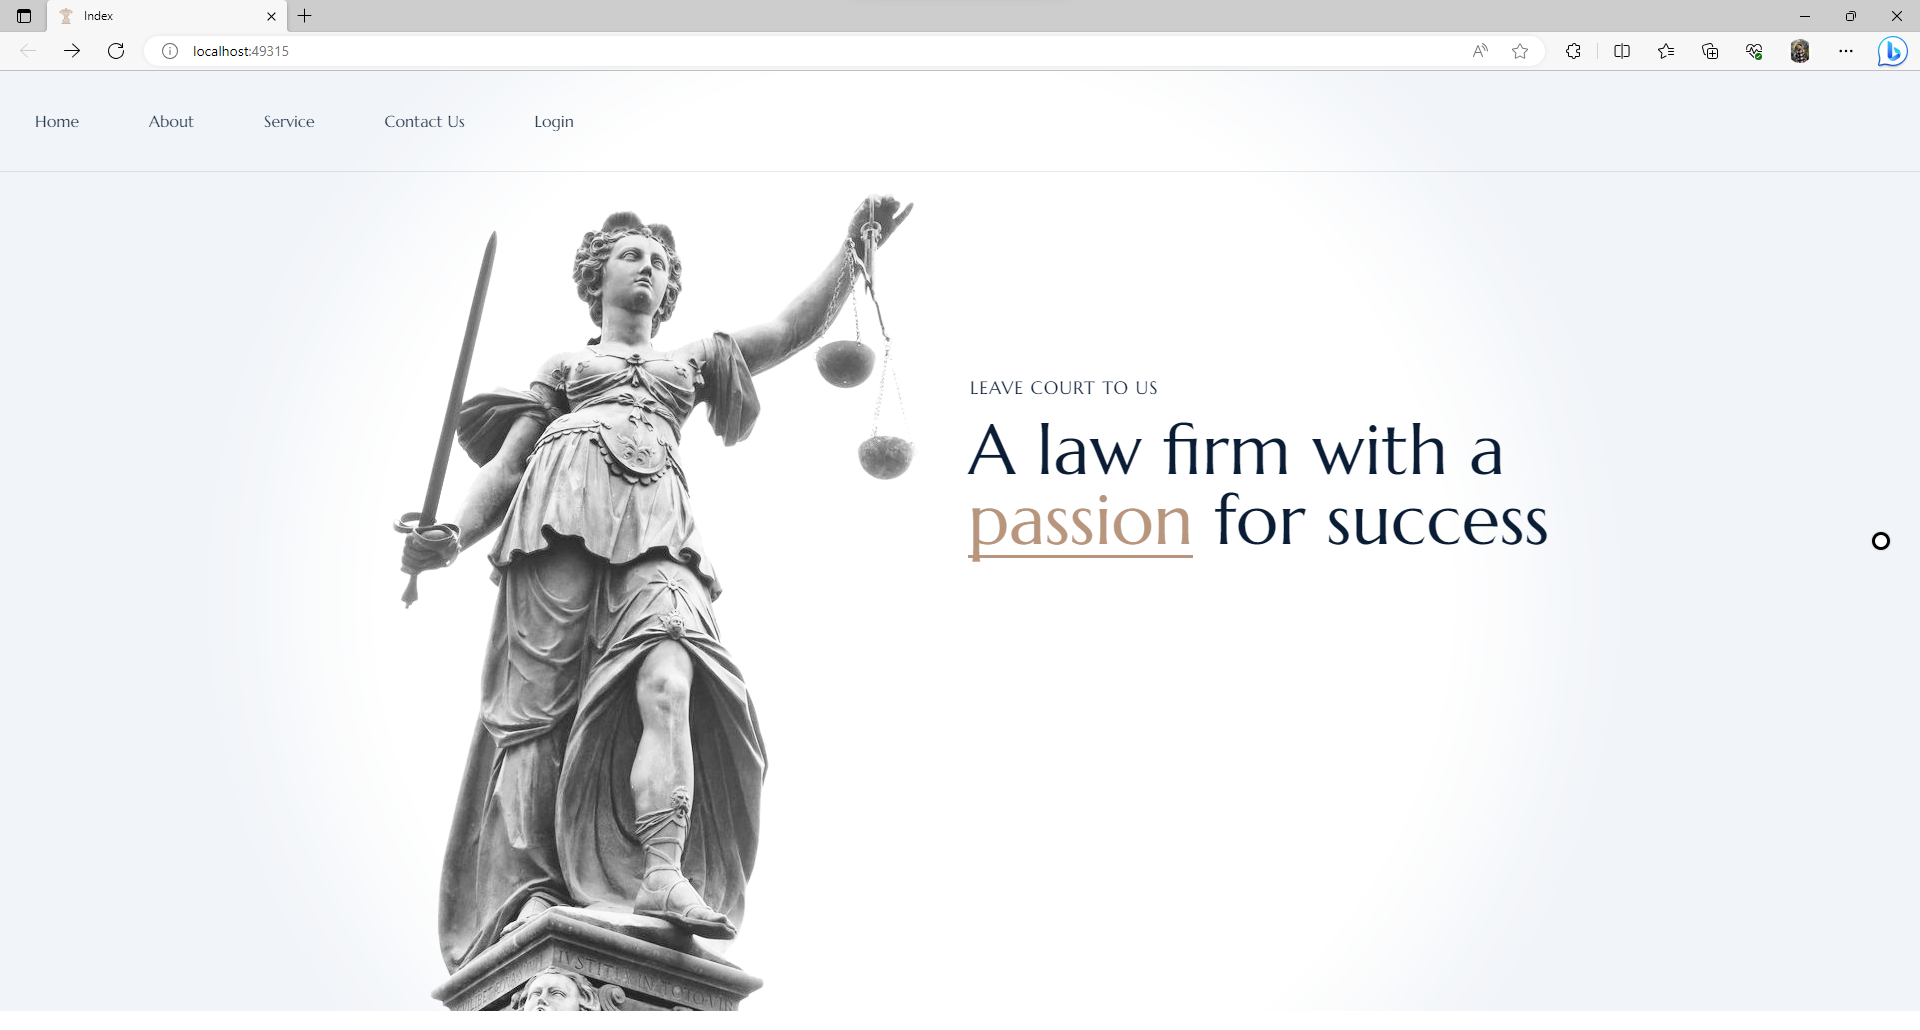 Index
localhost:49315
Home About Service Contact Us Login
LEAVE COURT TO US
A law firm with a
passion for success